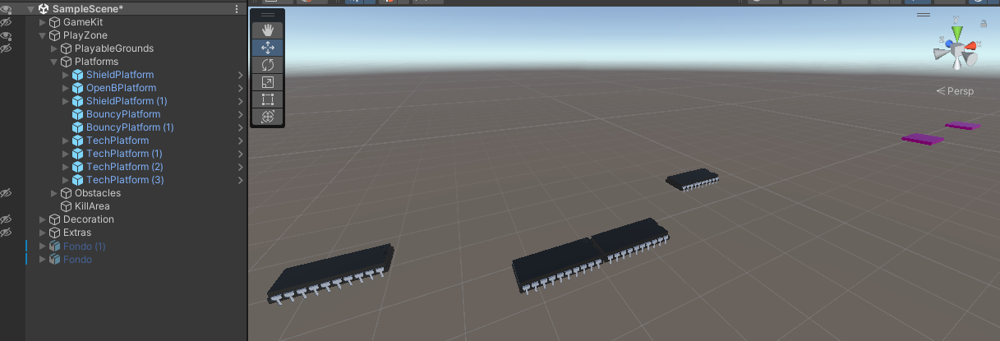 SampleScene*
GameKit
PlayZone
PlayableGrounds
Platforms
ShieldPlatform
OpenBPlatform
ShieldPlatform (1)
BouncyPlatform
BouncyPlatform (1)
TechPlatform
TechPlatform (1)
TechPlatform (2)
TechPlatform (3)
Obstacles
KillArea
Decoration
Extras
Fondo (1)
Fondo
y
z
x
Persp